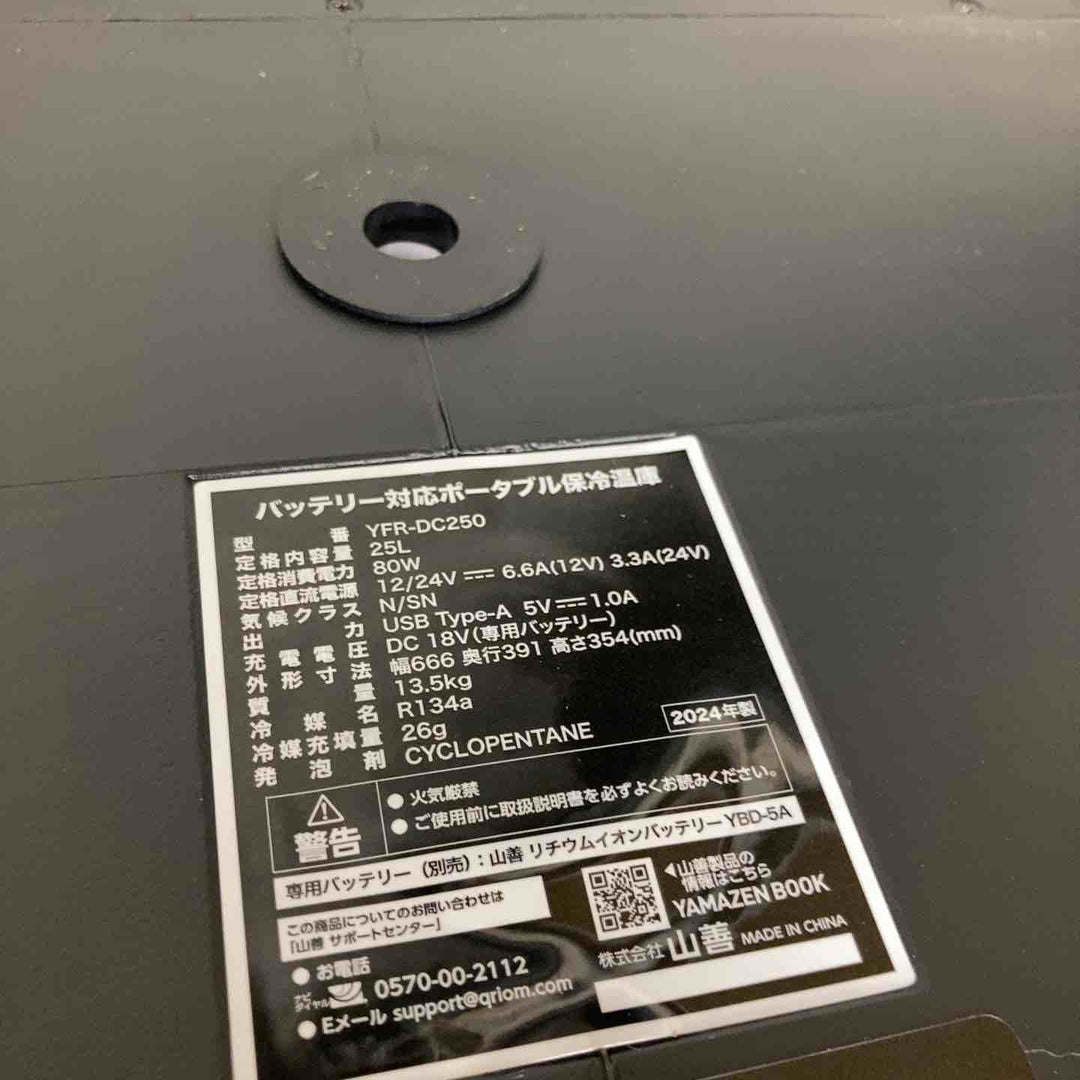 バッテリー対応ポータブル保冷温庫
型番 YFR-DC250
定格内容量 25L
定格消費電力 80W
定格直流電源 12/24V ⎓ 6.6A(12V) 3.3A(24V)
気候クラス N/SN
出力 USB Type-A 5V⎓1.0A
充電電圧 DC 18V(専用バッテリー)
外形寸法 幅666 奥行391 高さ354(mm)
質量 13.5kg
冷媒名 R134a
冷媒充填量 26g
発泡剤 CYCLOPENTANE
2024年製
警告
●火気厳禁
●ご使用前に取扱説明書を必ずよくお読みください。
専用バッテリー（別売）：山善 リチウムイオンバッテリーYBD-5A
この商品についてのお問い合わせは
「山善 サポートセンター」
●お電話
ナビダイヤル 0570-00-2112
●Eメール support@qriom.com
◀山善製品の
情報はこちら
YAMAZEN BOOK
株式会社 山善 MADE IN CHINA